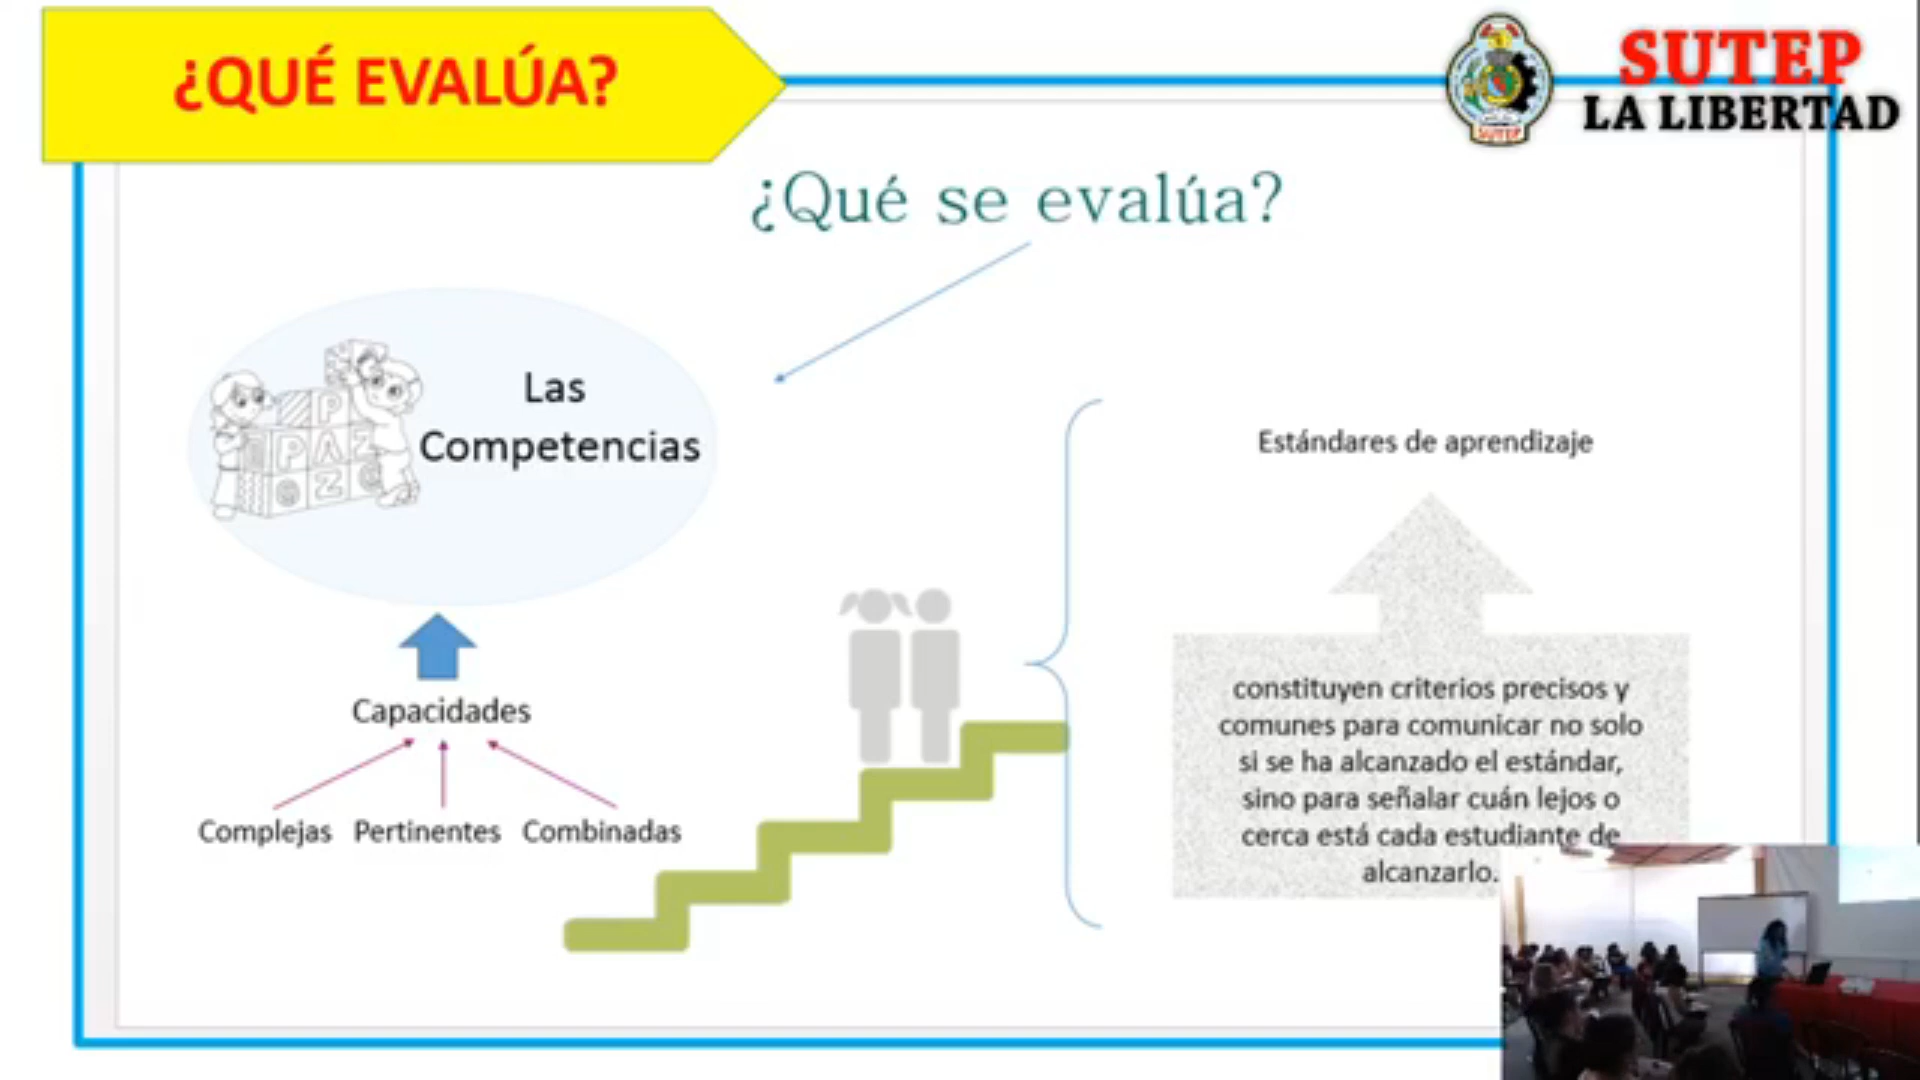 ¿QUÉ EVALÚA?
SUTEP
LA LIBERTAD
SUTEP
¿Qué se evalúa?
Las
Competencias
P
PAZ
Z
Capacidades
Complejas Pertinentes Combinadas
Estándares de aprendizaje
constituyen criterios precisos y
comunes para comunicar no solo
si se ha alcanzado el estándar,
sino para señalar cuán lejos o
cerca está cada estudiante de
alcanzarlo.